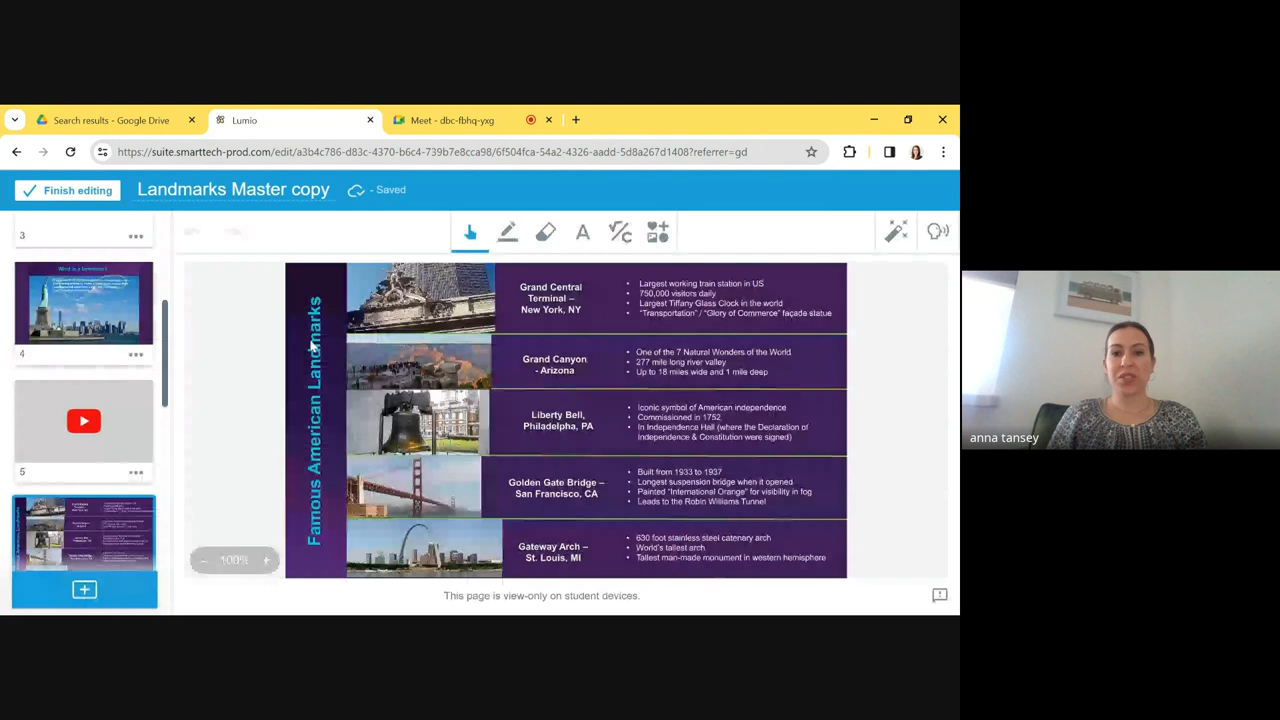 Search results - Google Drive
Lumio
Meet - dbc-fbhq-yxg
https://suite.smarttech-prod.com/edit/a3b4c786-d83c-4370-b6c4-739b7e8cca98/6f504fca-54a2-4326-aadd-5d8a267d1408?referrer=gd
Finish editing
Landmarks Master copy
- Saved
3
What is a Landmark?
4
5
Famous American Landmarks
Grand Central
Terminal –
New York, NY
• Largest working train station in US
• 750,000 visitors daily
• Largest Tiffany Glass Clock in the world
• “Transportation” / “Glory of Commerce” façade statue
Grand Canyon
- Arizona
• One of the 7 Natural Wonders of the World
• 277 mile long river valley
• Up to 18 miles wide and 1 mile deep
Liberty Bell,
Philadelpha, PA
• Iconic symbol of American independence
• Commissioned in 1752
• In Independence Hall (where the Declaration of
Independence & Constitution were signed)
Golden Gate Bridge –
San Francisco, CA
• Built from 1933 to 1937
• Longest suspension bridge when it opened
• Painted “International Orange” for visibility in fog
• Leads to the Robin Williams Tunnel
Gateway Arch –
St. Louis, MI
• 630 foot stainless steel catenary arch
• World's tallest arch
• Tallest man-made monument in western hemisphere
100%
This page is view-only on student devices.
anna tansey